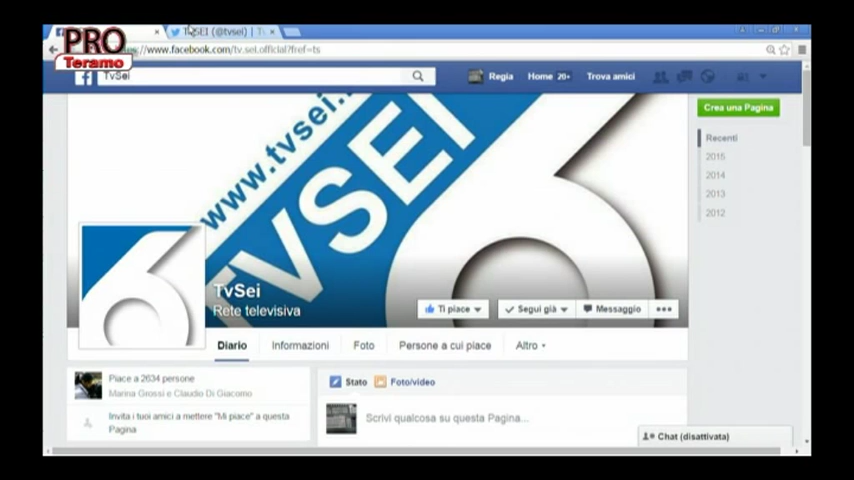 PRO
Teramo
TVSEI (@tvsei) | Tv
://www.facebook.com/tv.sei.official?fref=ts
TvSei
Regia
Home 20+
Trova amici
Crea una Pagina
Recenti
2015
2014
2013
2012
www.tvsei.
TVSEI
6
6
TvSei
Rete televisiva
Ti piace
Segui già
Messaggio
Diario
Informazioni
Foto
Persone a cui piace
Altro
Piace a 2634 persone
Marina Grossi e Claudio Di Giacomo
Invita i tuoi amici a mettere "Mi piace" a questa
Pagina
Stato
Foto/video
Scrivi qualcosa su questa Pagina...
Chat (disattivata)